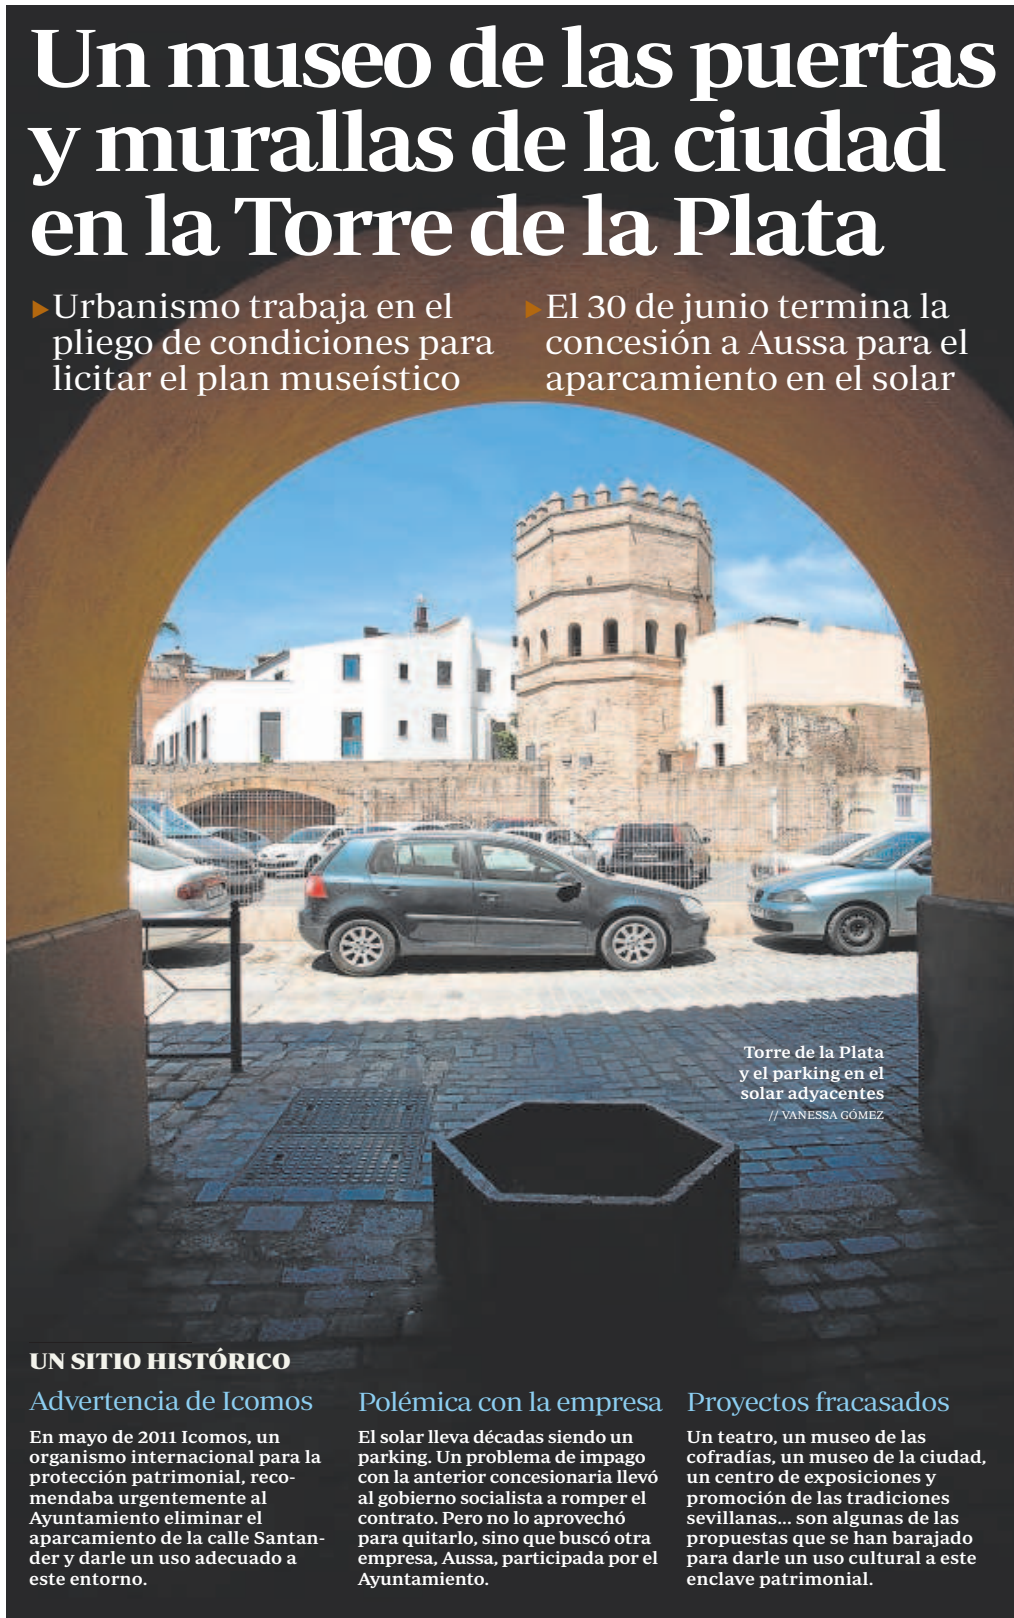 Un museo de las puertas
y murallas de la ciudad
en la Torre de la Plata
Urbanismo trabaja en el
pliego de condiciones para
licitar el plan museístico
El 30 de junio termina la
concesión a Aussa para el
aparcamiento en el solar
Torre de la Plata
y el parking en el
solar adyacentes
// VANESSA GÓMEZ
UN SITIO HISTÓRICO
Advertencia de Icomos
En mayo de 2011 Icomos, un
organismo internacional para la
protección patrimonial, reco-
mendaba urgentemente al
Ayuntamiento eliminar el
aparcamiento de la calle Santan-
der y darle un uso adecuado a
este entorno.
Polémica con la empresa
El solar lleva décadas siendo un
parking. Un problema de impago
con la anterior concesionaria llevó
al gobierno socialista a romper el
contrato. Pero no lo aprovechó
para quitarlo, sino que buscó otra
empresa, Aussa, participada por el
Ayuntamiento.
Proyectos fracasados
Un teatro, un museo de las
cofradías, un museo de la ciudad,
un centro de exposiciones y
promoción de las tradiciones
sevillanas... son algunas de las
propuestas que se han barajado
para darle un uso cultural a este
enclave patrimonial.